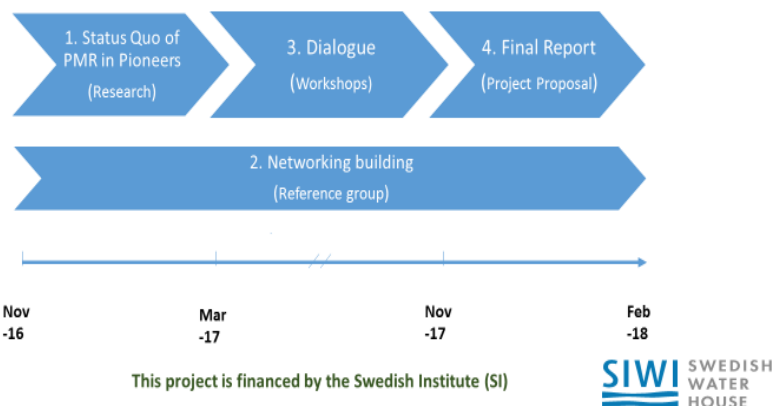 1. Status Quo of
PMR in Pioneers
(Research)
3. Dialogue
(Workshops)
4. Final Report
(Project Proposal)
2. Networking building
(Reference group)
Nov
-16
Mar
-17
Nov
-17
Feb
-18
This project is financed by the Swedish Institute (SI)
SIWI
SWEDISH
WATER
HOUSE